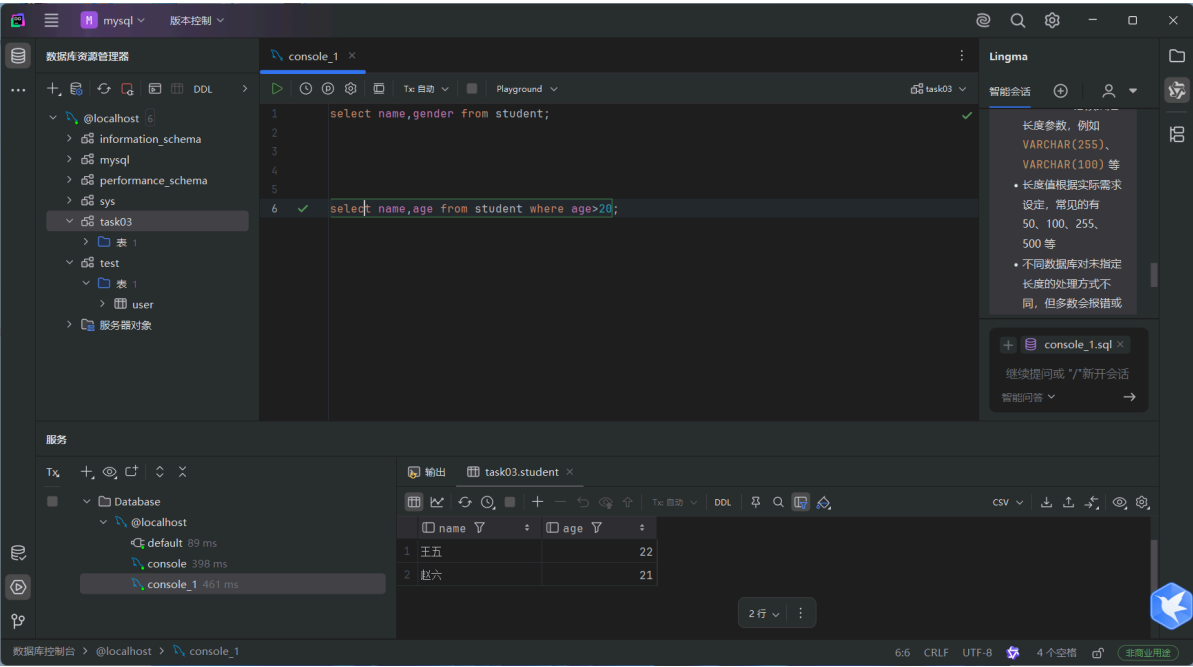 M mysql 版本控制
数据库资源管理器
DDL
@localhost 6
information_schema
mysql
performance_schema
sys
task03
表 1
test
表 1
user
服务器对象
console_1
Tx: 自动 Playground task03
1 select name,gender from student;
2
3
4
5
6 select name,age from student where age>20;
Lingma
智能会话
长度参数，例如
VARCHAR(255)、
VARCHAR(100) 等
• 长度值根据实际需求
设定，常见的有
50、100、255、
500 等
• 不同数据库对未指定
长度的处理方式不
同，但多数会报错或
console_1.sql
继续提问或 "/"新开会话
智能问答
服务
Tx
Database
@localhost
default 89 ms
console 398 ms
console_1 461 ms
输出 task03.student
Tx: 自动 DDL CSV
name age
1 王五 22
2 赵六 21
2 行
数据库控制台 > @localhost > console_1
6:6 CRLF UTF-8 4 个空格 非商业用途